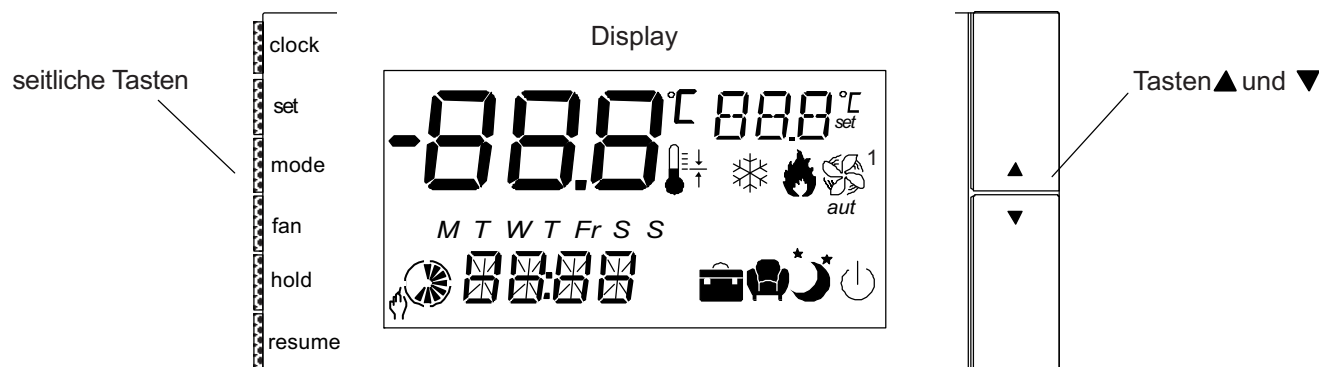 Display
seitliche Tasten
clock
set
mode
fan
hold
resume
-88.8 °C
88.8 °C
set
1
aut
M T W T Fr S S
88:88
Tasten ▲ und ▼
▲
▼